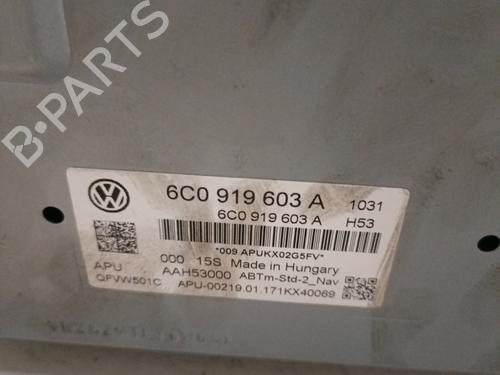 B-PARTS
6C0 919 603 A 1031
6C0 919 603 A H53
*009 APUKX02G5FV*
000 15S Made in Hungary
APU AAH53000 ABTm-Std-2_Nav
QFVW501C APU-00219.01.171KX40069